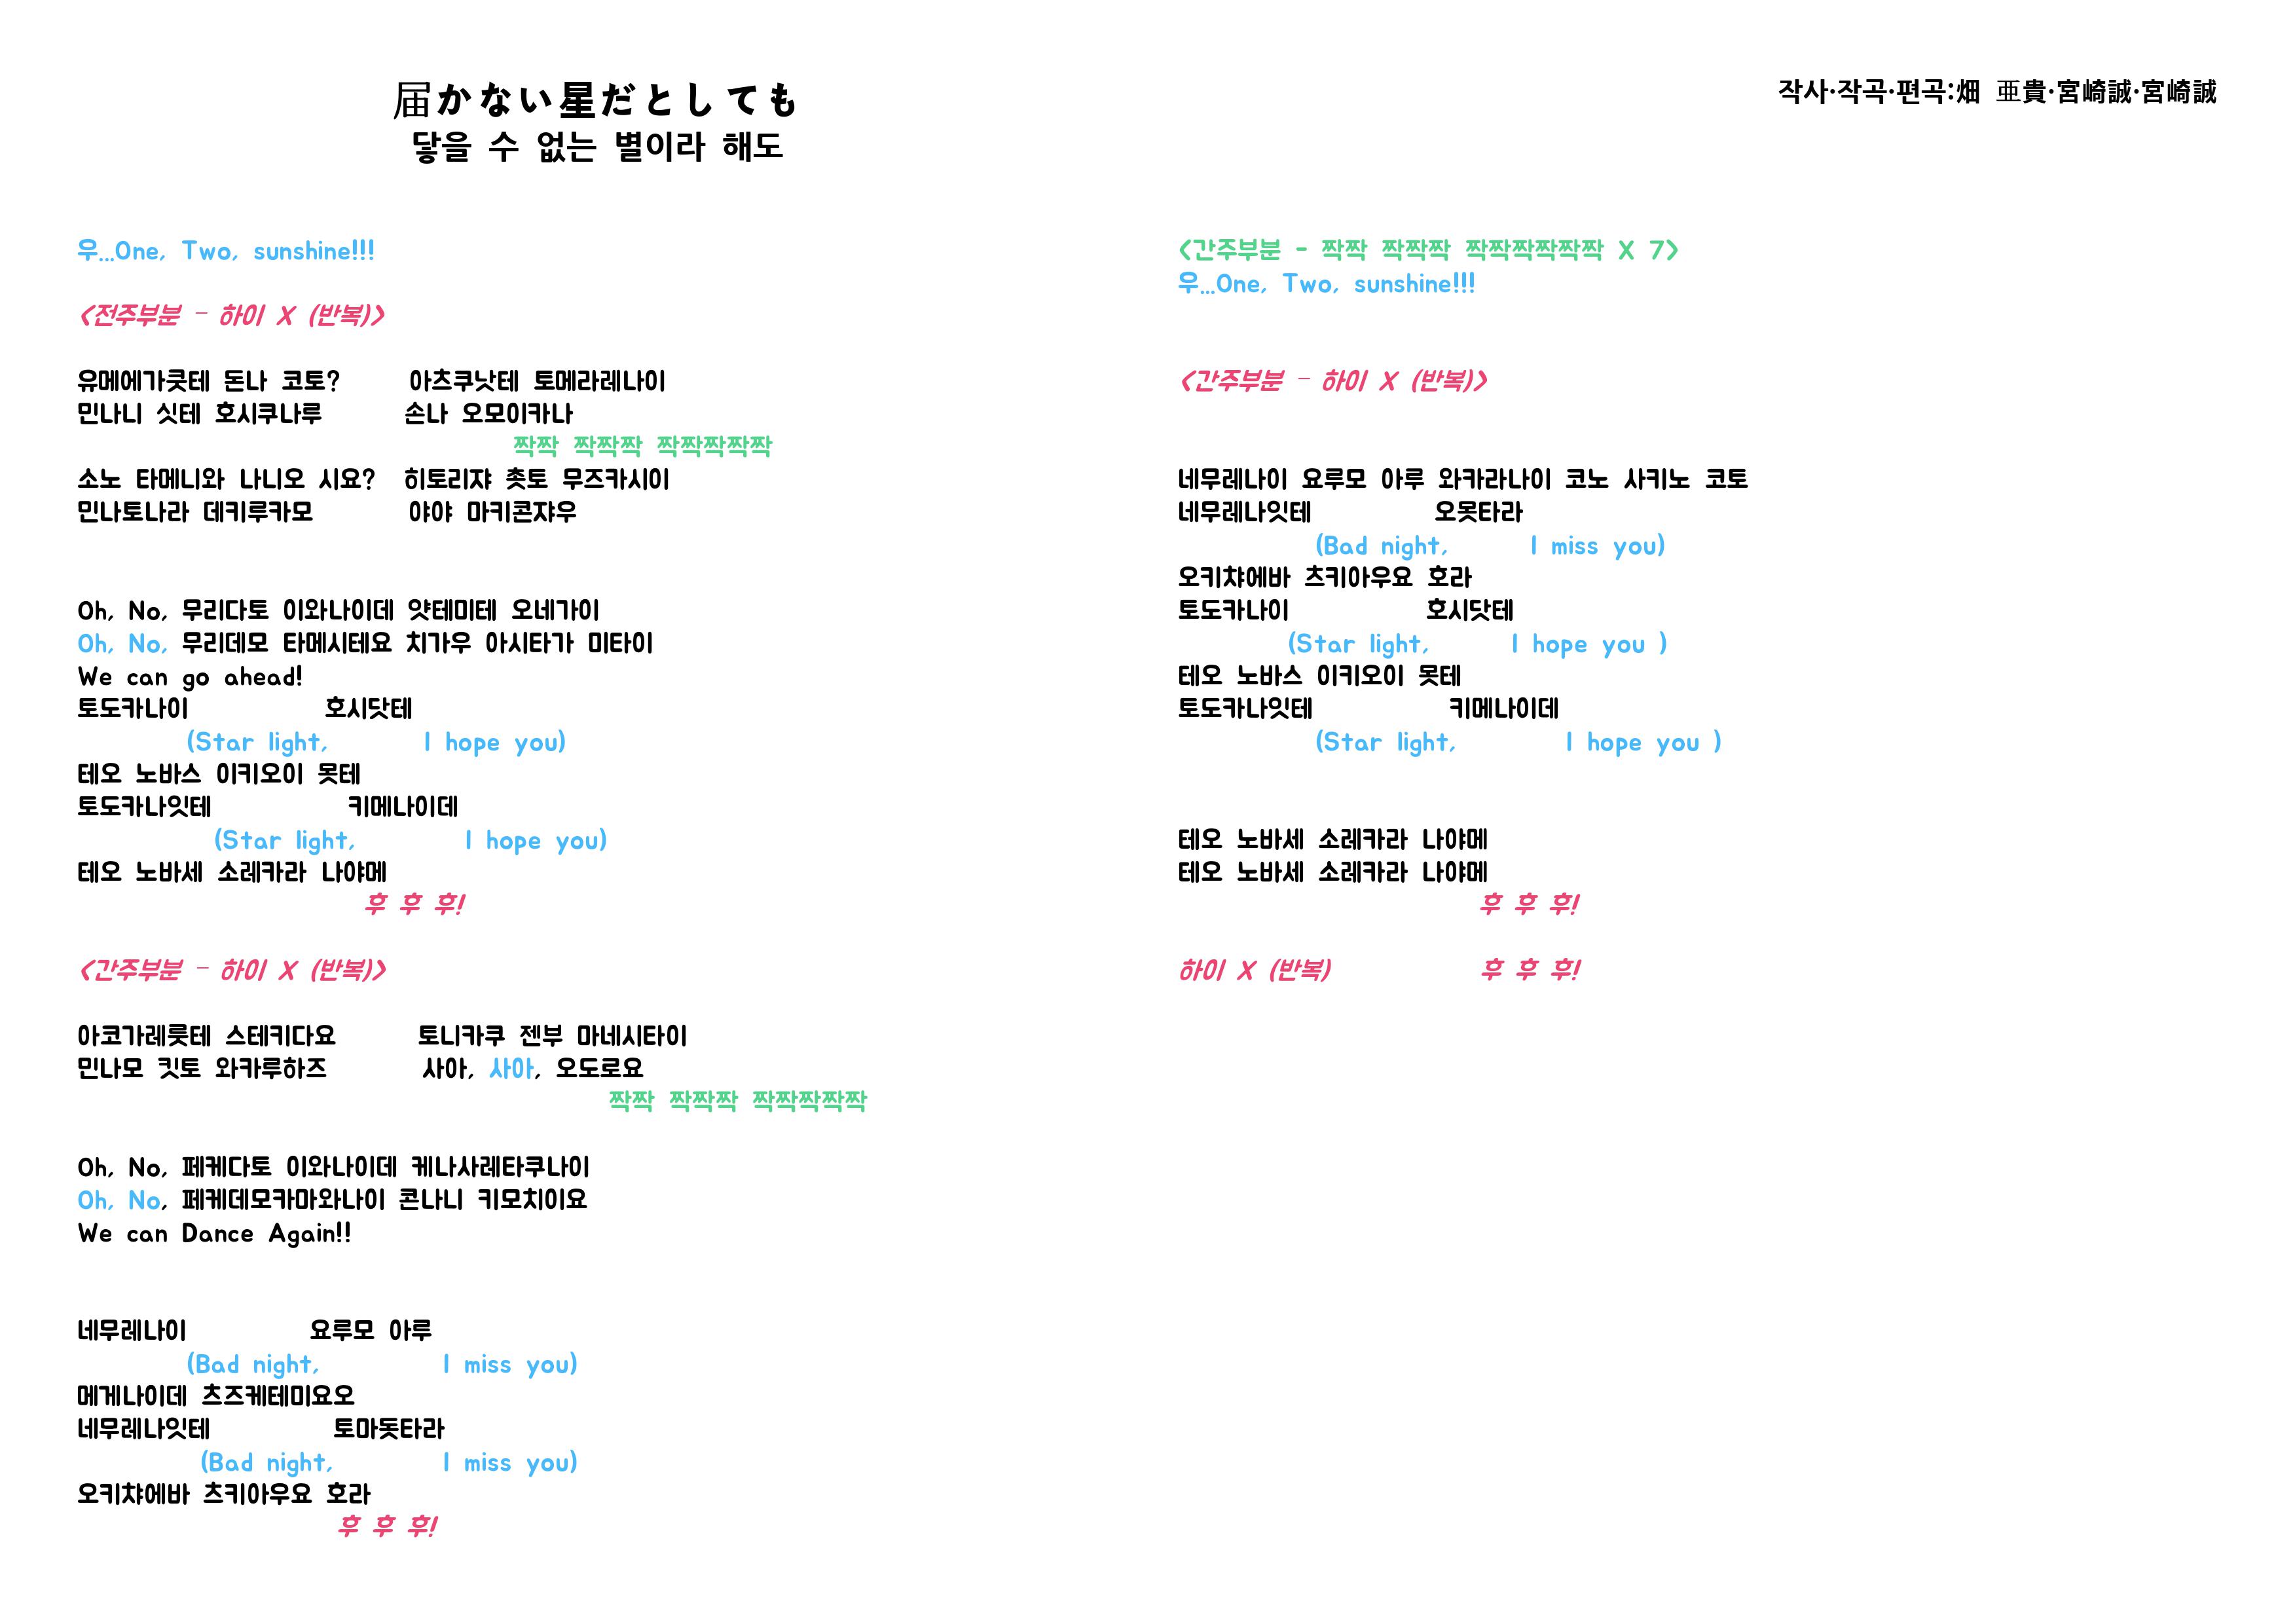 届かない星だとしても
닿을 수 없는 별이라 해도
작사·작곡·편곡:畑 亜貴·宮崎誠·宮崎誠
우...One, Two, sunshine!!!
<전주부분 - 하이 X (반복)>
유메에가큿테 돈나 코토? 아츠쿠낫테 토메라레나이
민나니 싯테 호시쿠나루 손나 오모이카나
짝짝 짝짝짝 짝짝짝짝짝
소노 타메니와 나니오 시요? 히토리쟈 춋토 무즈카시이
민나토나라 데키루카모 야야 마키콘쟈우
Oh, No, 무리다토 이와나이데 얏테미테 오네가이
Oh, No, 무리데모 타메시테요 치가우 아시타가 미타이
We can go ahead!
토도카나이 호시닷테
(Star light, I hope you)
테오 노바스 이키오이 못테
토도카나잇테 키메나이데
(Star light, I hope you)
테오 노바세 소레카라 나야메
후 후 후!
<간주부분 - 하이 X (반복)>
아코가레룻테 스테키다요 토니카쿠 젠부 마네시타이
민나모 킷토 와카루하즈 사아, 사아, 오도로요
짝짝 짝짝짝 짝짝짝짝짝
Oh, No, 페케다토 이와나이데 케나사레타쿠나이
Oh, No, 페케데모카마와나이 콘나니 키모치이요
We can Dance Again!!
네무레나이 요루모 아루
(Bad night, I miss you)
메게나이데 츠즈케테미요오
네무레나잇테 토마돗타라
(Bad night, I miss you)
오키챠에바 츠키아우요 호라
후 후 후!
<간주부분 - 짝짝 짝짝짝 짝짝짝짝짝짝 X 7>
우...One, Two, sunshine!!!
<간주부분 - 하이 X (반복)>
네무레나이 요루모 아루 와카라나이 코노 사키노 코토
네무레나잇테 오못타라
(Bad night, I miss you)
오키챠에바 츠키아우요 호라
토도카나이 호시닷테
(Star light, I hope you )
테오 노바스 이키오이 못테
토도카나잇테 키메나이데
(Star light, I hope you )
테오 노바세 소레카라 나야메
테오 노바세 소레카라 나야메
후 후 후!
하이 X (반복) 후 후 후!